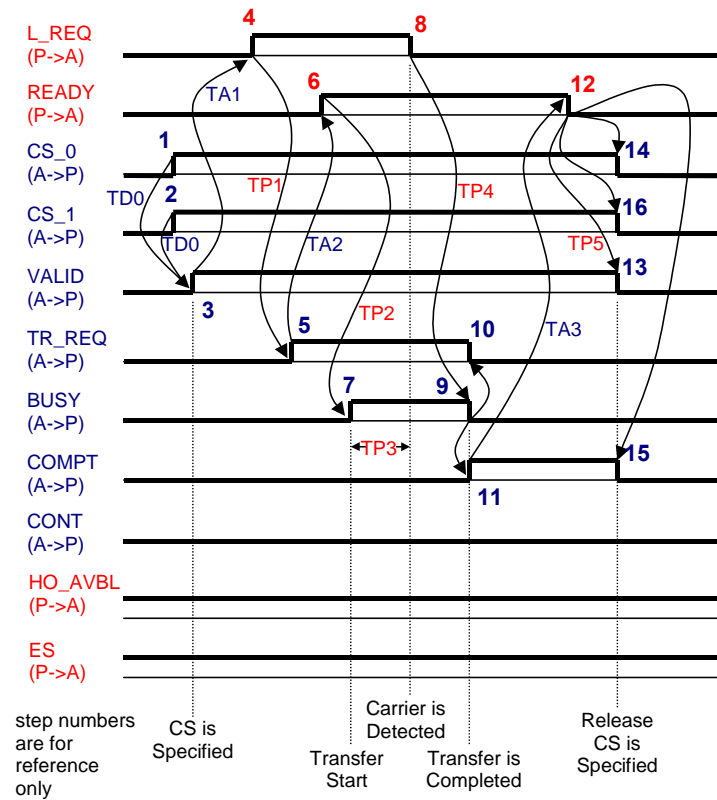 4
8
L_REQ
(P->A)
6
12
READY
(P->A)
TA1
1
14
CS_0
(A->P)
TD0
TP1
TP4
2
16
CS_1
(A->P)
TD0
TA2
TP5
13
VALID
(A->P)
3
TP2
TA3
5
10
TR_REQ
(A->P)
7
9
BUSY
(A->P)
TP3
15
COMPT
(A->P)
11
CONT
(A->P)
HO_AVBL
(P->A)
ES
(P->A)
step numbers
are for
reference
only
CS is
Specified
Transfer
Start
Carrier is
Detected
Transfer is
Completed
Release
CS is
Specified